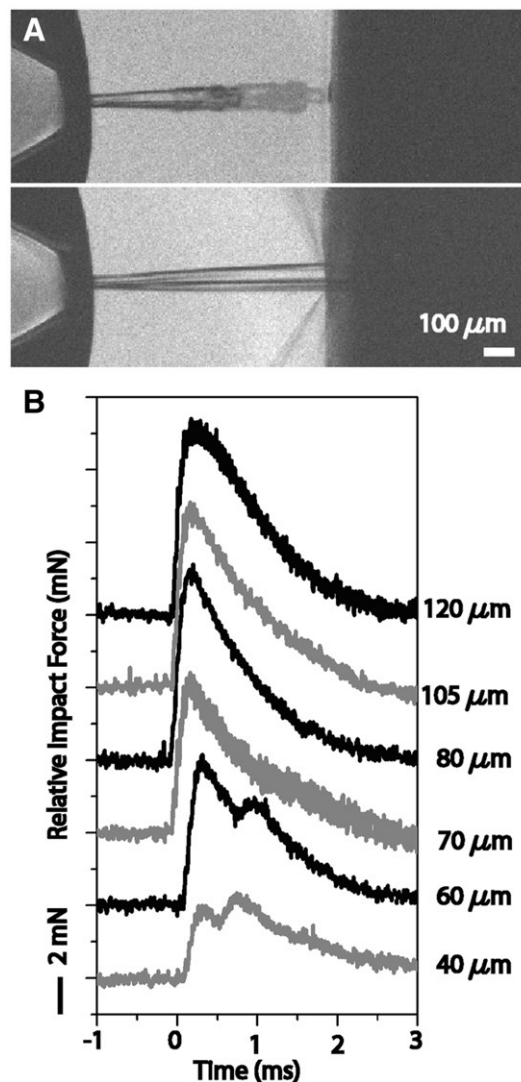 A
100 μm
B
Relative Impact Force (mN)
2 mN
120 μm
105 μm
80 μm
70 μm
60 μm
40 μm
-1 0 1 2 3
Time (ms)